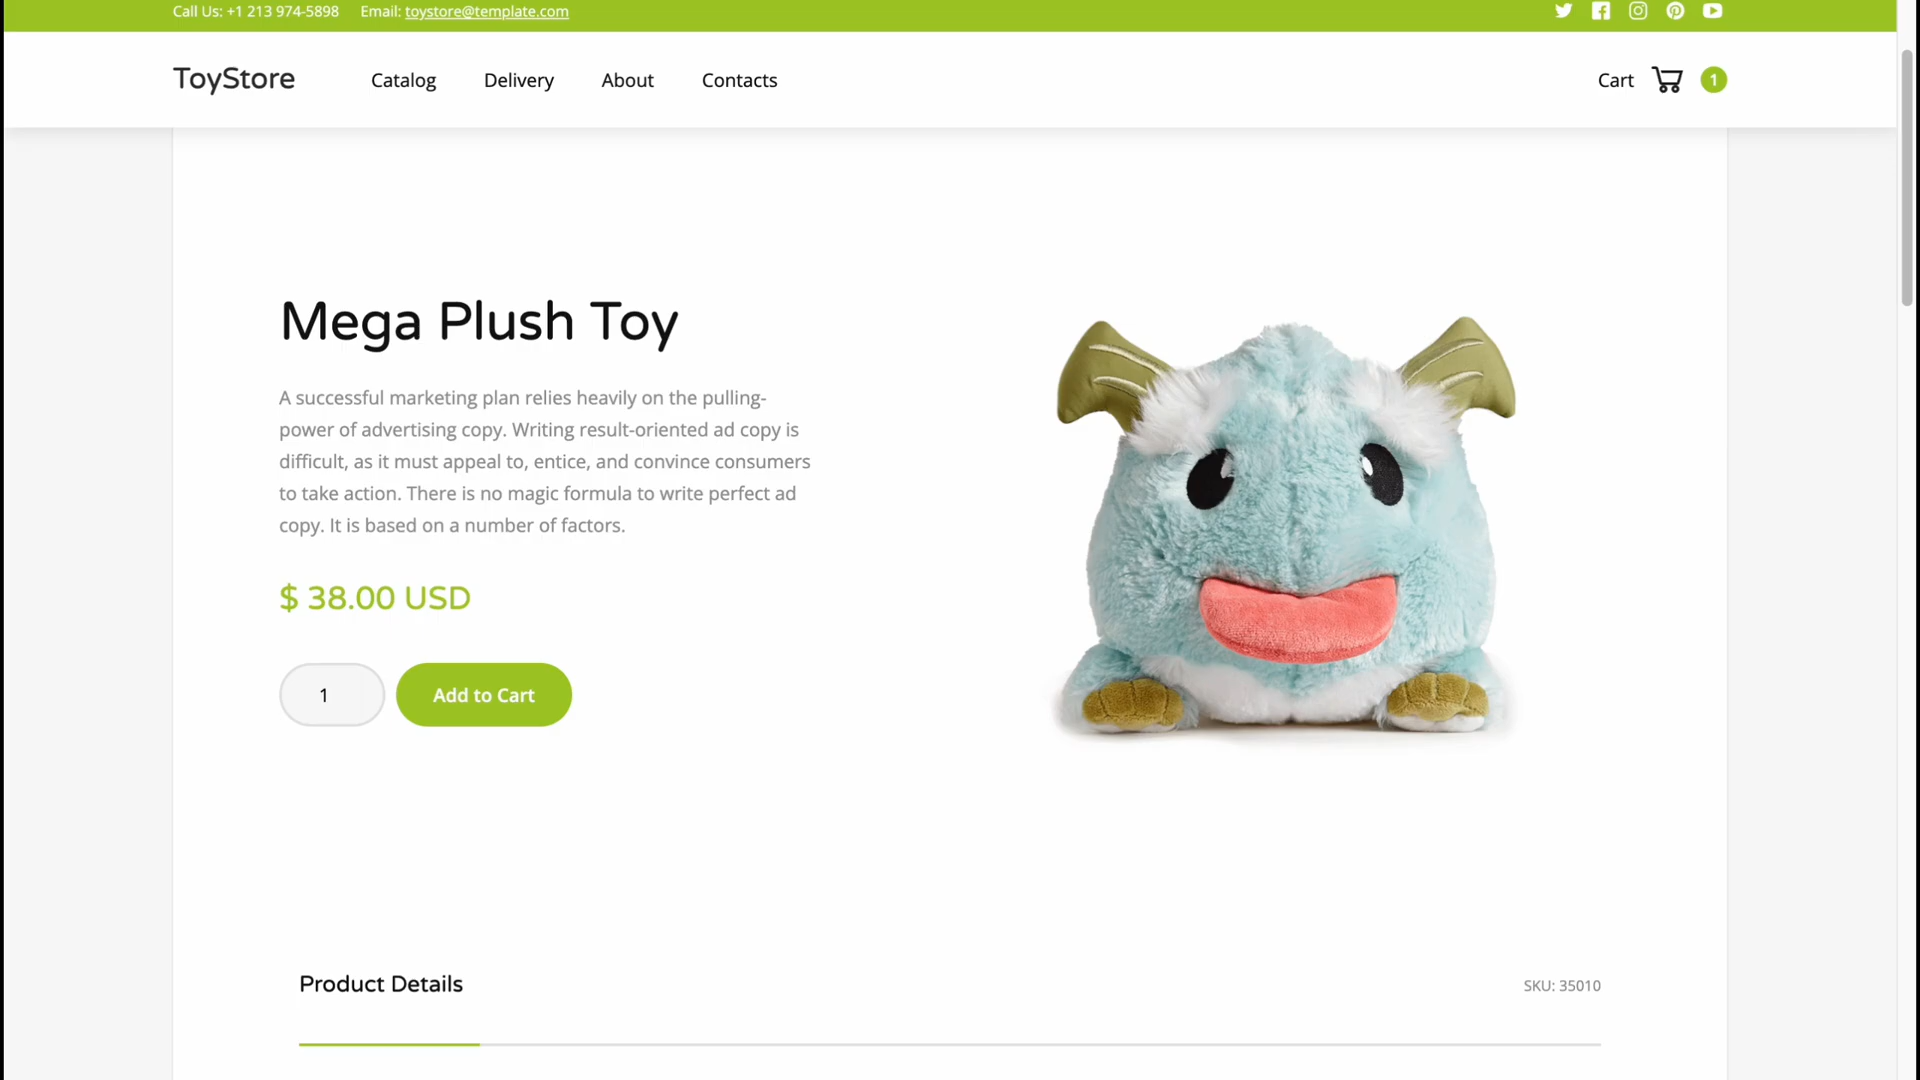 Call Us: +1 213 974-5898 Email: toystore@template.com
ToyStore Catalog Delivery About Contacts Cart 1
Mega Plush Toy
A successful marketing plan relies heavily on the pulling-
power of advertising copy. Writing result-oriented ad copy is
difficult, as it must appeal to, entice, and convince consumers
to take action. There is no magic formula to write perfect ad
copy. It is based on a number of factors.
$ 38.00 USD
1 Add to Cart
Product Details SKU: 35010